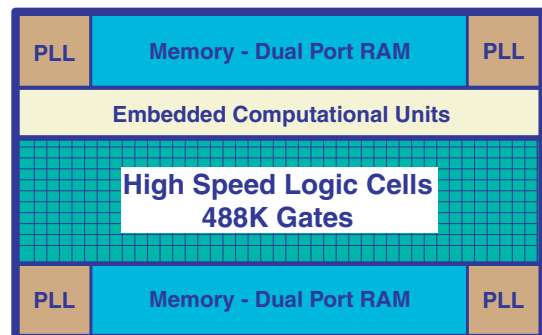 PLL Memory - Dual Port RAM PLL
Embedded Computational Units
High Speed Logic Cells
488K Gates
PLL Memory - Dual Port RAM PLL